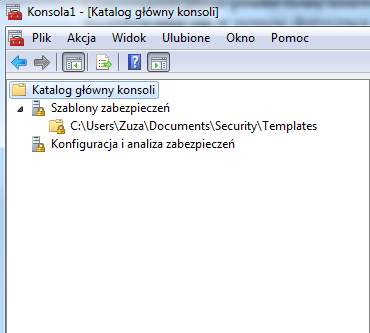 Konsola1 - [Katalog główny konsoli]
Plik Akcja Widok Ulubione Okno Pomoc
Katalog główny konsoli
Szablony zabezpieczeń
C:\Users\Zuza\Documents\Security\Templates
Konfiguracja i analiza zabezpieczeń